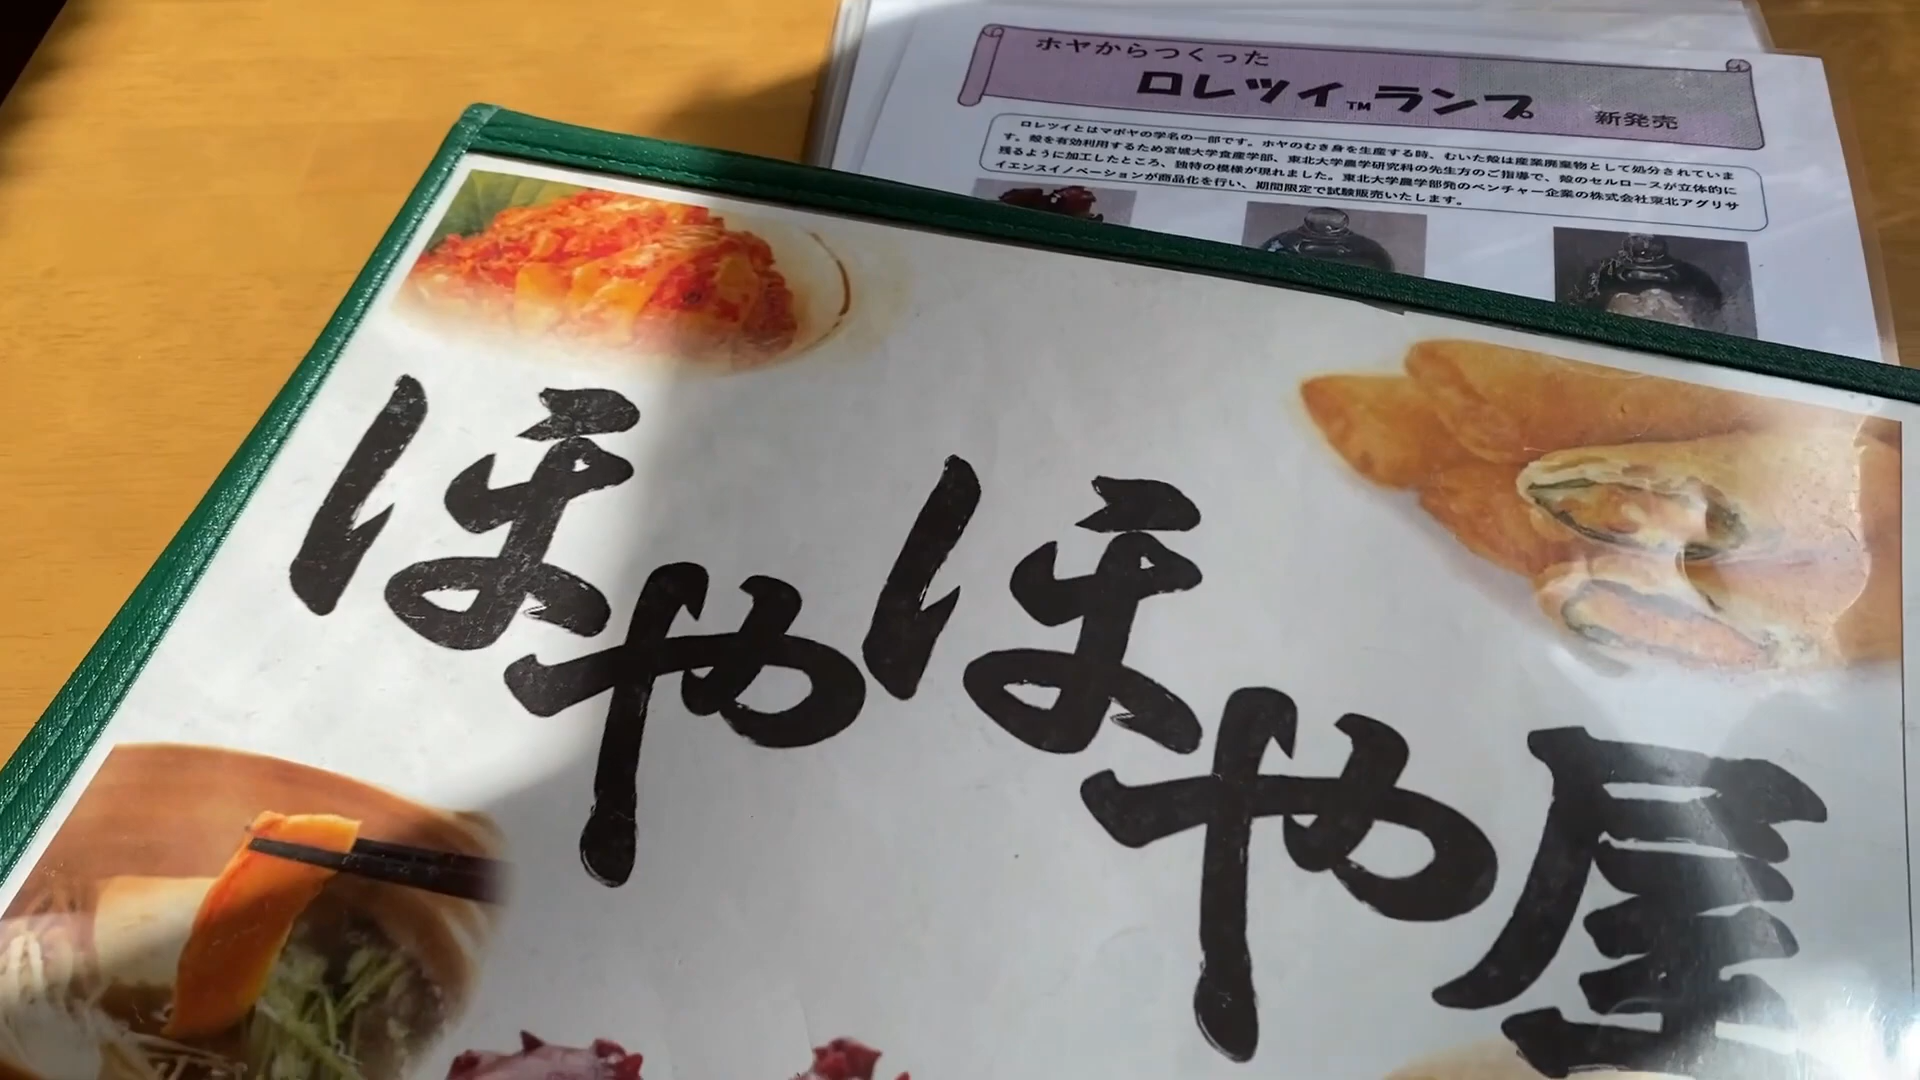 ホヤからつくった
ロレツイ™ランプ 新発売
ロレツイとはマボヤの学名の一部です。ホヤのむき身を生産する時、むいた殻は産業廃棄物として処分されていま
す。殻を有効利用するため宮城大学食産学部、東北大学農学研究科の先生方のご指導で、殻のセルロースが立体的に
残るように加工したところ、独特の模様が現れました。東北大学農学部発のベンチャー企業の株式会社東北アグリサ
イエンスイノベーションが商品化を行い、期間限定で試験販売いたします。
ほやほや屋